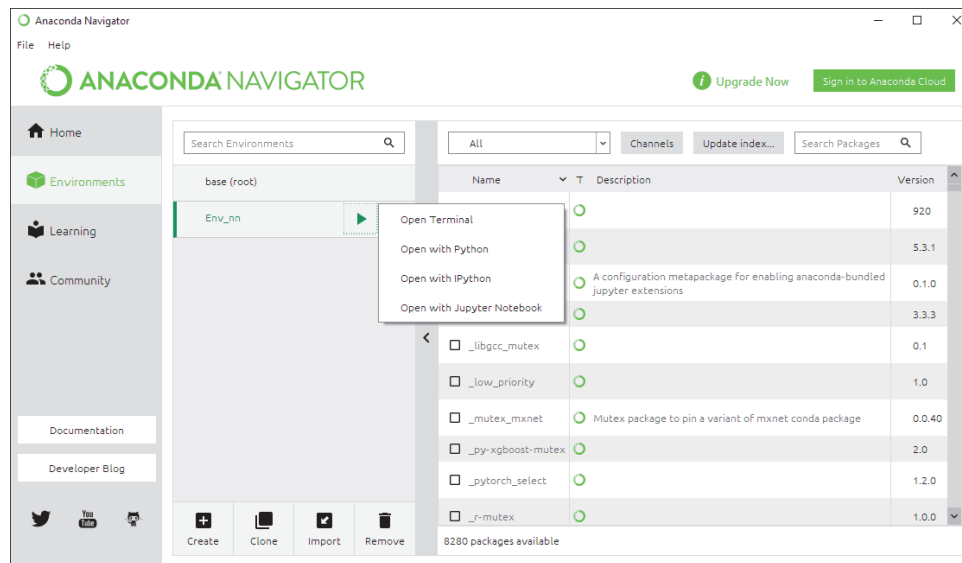 Anaconda Navigator
File Help
ANACONDA NAVIGATOR
Upgrade Now
Sign in to Anaconda Cloud
Home
Environments
Learning
Community
Documentation
Developer Blog
You
Tube
Search Environments
base (root)
Env_nn
Open Terminal
Open with Python
Open with IPython
Open with Jupyter Notebook
Create Clone Import Remove
All Channels Update index... Search Packages
Name T Description Version
920
5.3.1
A configuration metapackage for enabling anaconda-bundled
jupyter extensions 0.1.0
3.3.3
_libgcc_mutex 0.1
_low_priority 1.0
_mutex_mxnet Mutex package to pin a variant of mxnet conda package 0.0.40
_py-xgboost-mutex 2.0
_pytorch_select 1.2.0
_r-mutex 1.0.0
8280 packages available